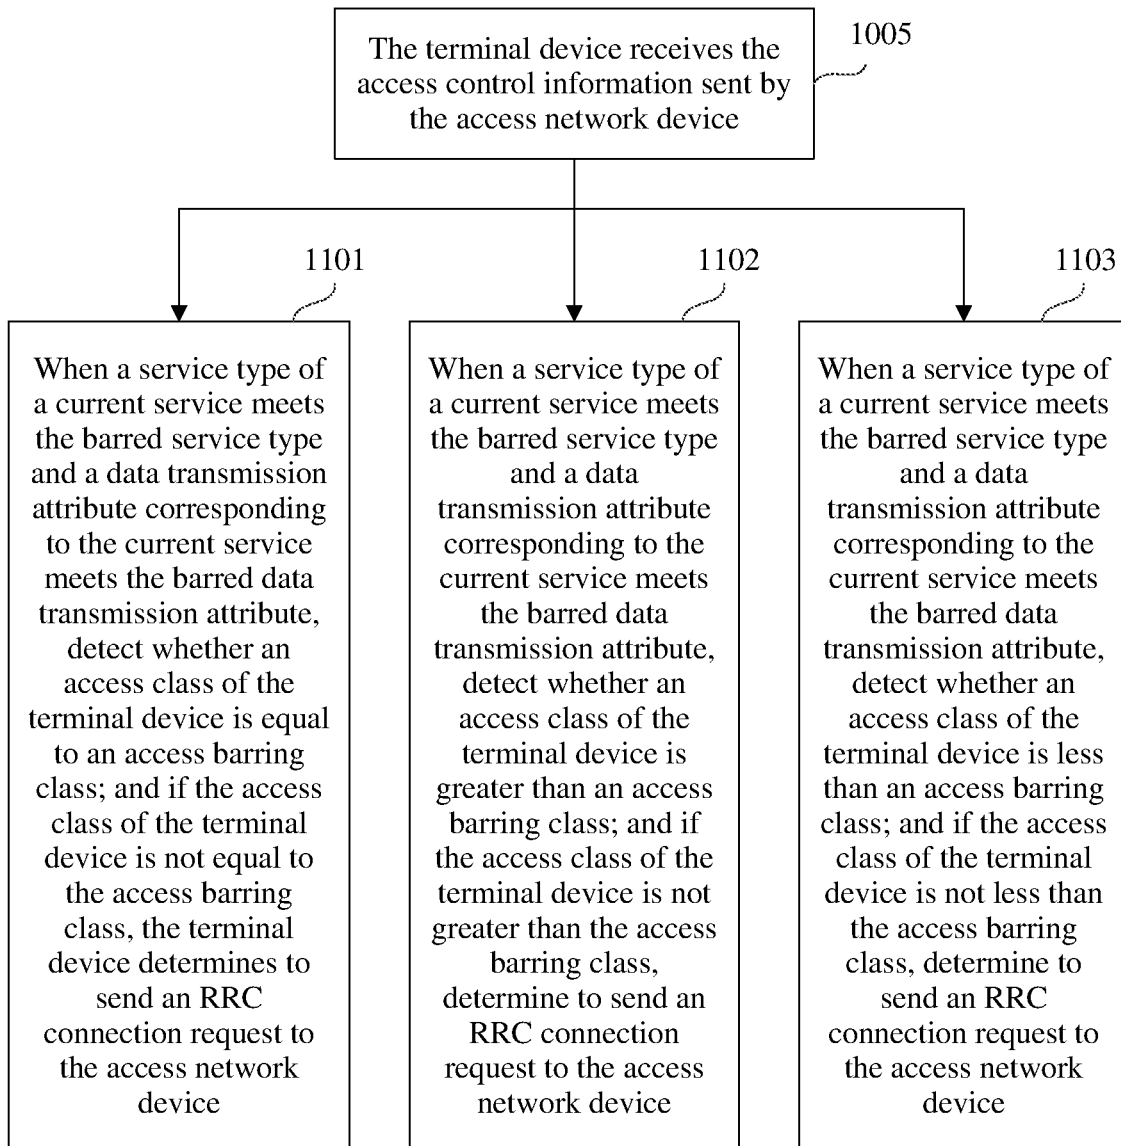 The terminal device receives the
access control information sent by
the access network device
1005
1101
When a service type of
a current service meets
the barred service type
and a data transmission
attribute corresponding
to the current service
meets the barred data
transmission attribute,
detect whether an
access class of the
terminal device is equal
to an access barring
class; and if the access
class of the terminal
device is not equal to
the access barring
class, the terminal
device determines to
send an RRC
connection request to
the access network
device
1102
When a service type of
a current service meets
the barred service type
and a data
transmission attribute
corresponding to the
current service meets
the barred data
transmission attribute,
detect whether an
access class of the
terminal device is
greater than an access
barring class; and if
the access class of the
terminal device is not
greater than the access
barring class,
determine to send an
RRC connection
request to the access
network device
1103
When a service type of
a current service meets
the barred service type
and a data
transmission attribute
corresponding to the
current service meets
the barred data
transmission attribute,
detect whether an
access class of the
terminal device is less
than an access barring
class; and if the access
class of the terminal
device is not less than
the access barring
class, determine to
send an RRC
connection request to
the access network
device